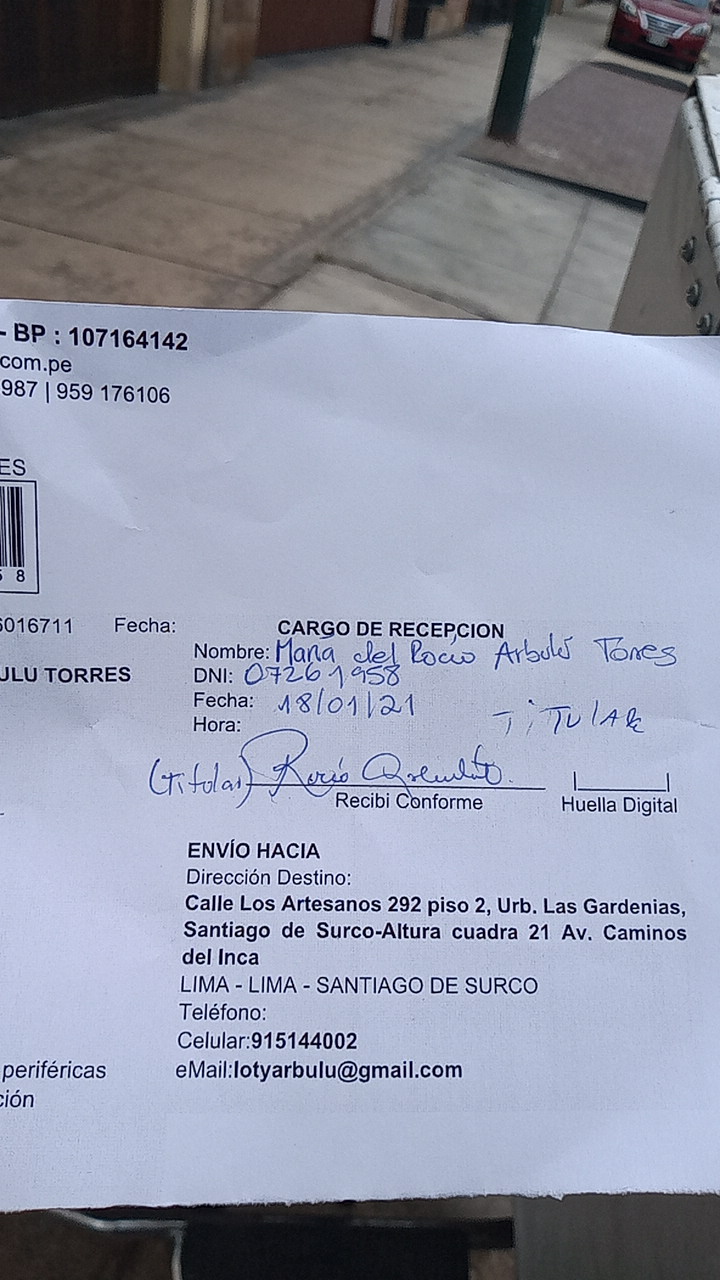 - BP : 107164142
com.pe
987 | 959 176106
ES
8
6016711 Fecha: CARGO DE RECEPCION
Nombre: Maria del Rocio Arbulú Torres
ULU TORRES DNI: 07261958
Fecha: 18/01/21 TiTULAR
Hora:
(Titular) Rocío
Recibi Conforme Huella Digital
ENVÍO HACIA
Dirección Destino:
Calle Los Artesanos 292 piso 2, Urb. Las Gardenias,
Santiago de Surco-Altura cuadra 21 Av. Caminos
del Inca
LIMA - LIMA - SANTIAGO DE SURCO
Teléfono:
Celular:915144002
periféricas eMail:lotyarbulu@gmail.com
ción